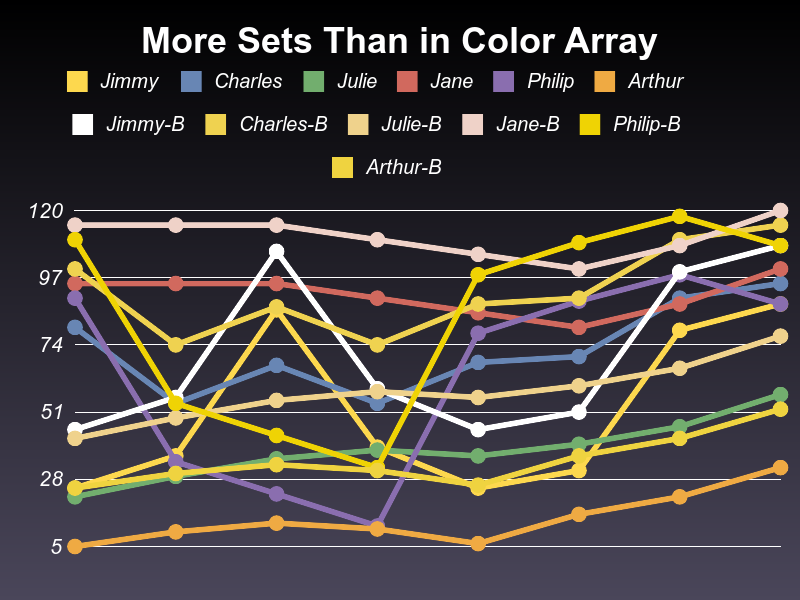 More Sets Than in Color Array
Jimmy Charles Julie Jane Philip Arthur
Jimmy-B Charles-B Julie-B Jane-B Philip-B
Arthur-B
120
97
74
51
28
5